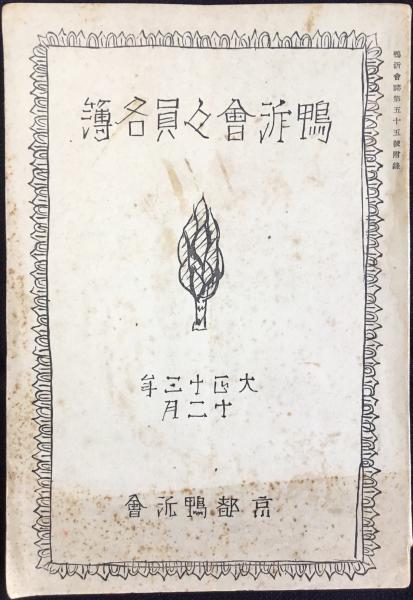 鴨沂會誌第五十五號附錄
鴨沂會々員名簿
大正十三年
十二月
京都鴨沂會